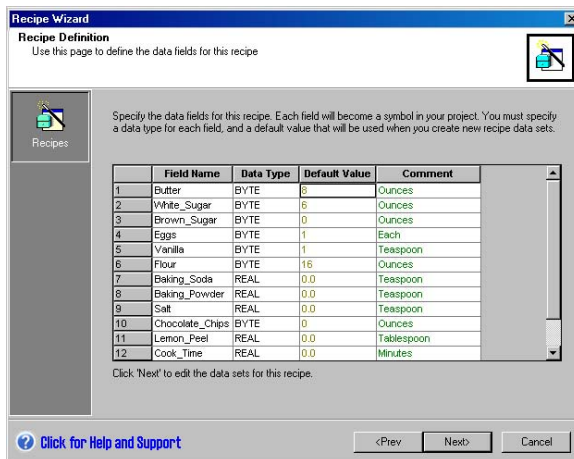 Recipe Wizard
Recipe Definition
Use this page to define the data fields for this recipe
Recipes
Specify the data fields for this recipe. Each field will become a symbol in your project. You must specify
a data type for each field, and a default value that will be used when you create new recipe data sets.
Field Name Data Type Default Value Comment
1 Butter BYTE 8 Ounces
2 White_Sugar BYTE 6 Ounces
3 Brown_Sugar BYTE 0 Ounces
4 Eggs BYTE 1 Each
5 Vanilla BYTE 1 Teaspoon
6 Flour BYTE 16 Ounces
7 Baking_Soda REAL 0.0 Teaspoon
8 Baking_Powder REAL 0.0 Teaspoon
9 Salt REAL 0.0 Teaspoon
10 Chocolate_Chips BYTE 0 Ounces
11 Lemon_Peel REAL 0.0 Tablespoon
12 Cook_Time REAL 0.0 Minutes
Click 'Next' to edit the data sets for this recipe.
? Click for Help and Support <Prev Next> Cancel